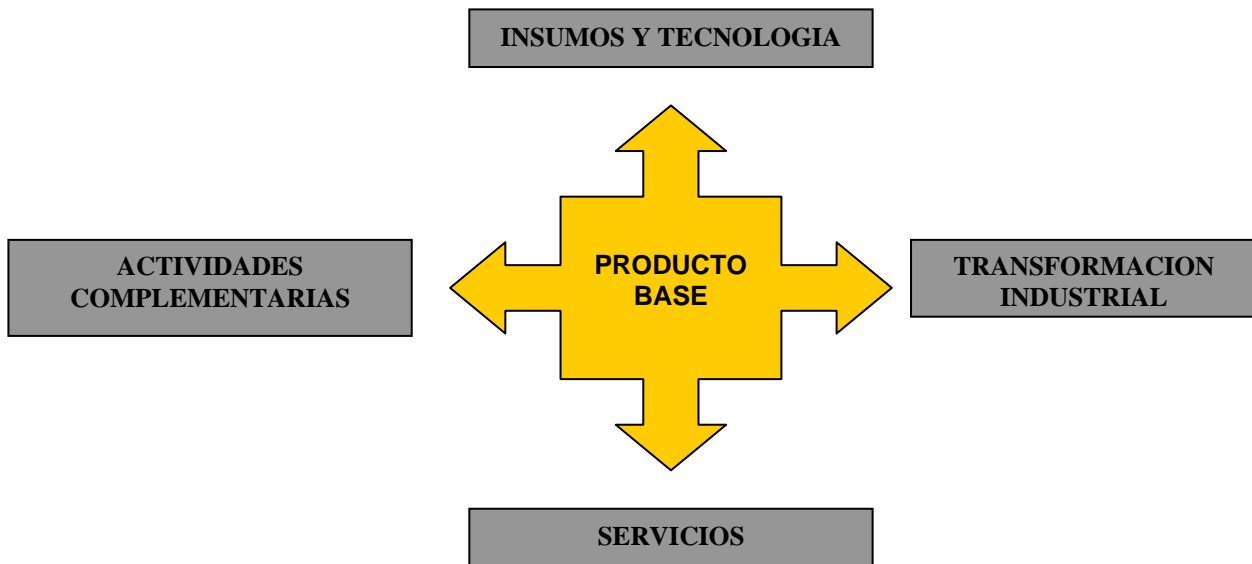 INSUMOS Y TECNOLOGIA
ACTIVIDADES
COMPLEMENTARIAS
PRODUCTO
BASE
TRANSFORMACION
INDUSTRIAL
SERVICIOS